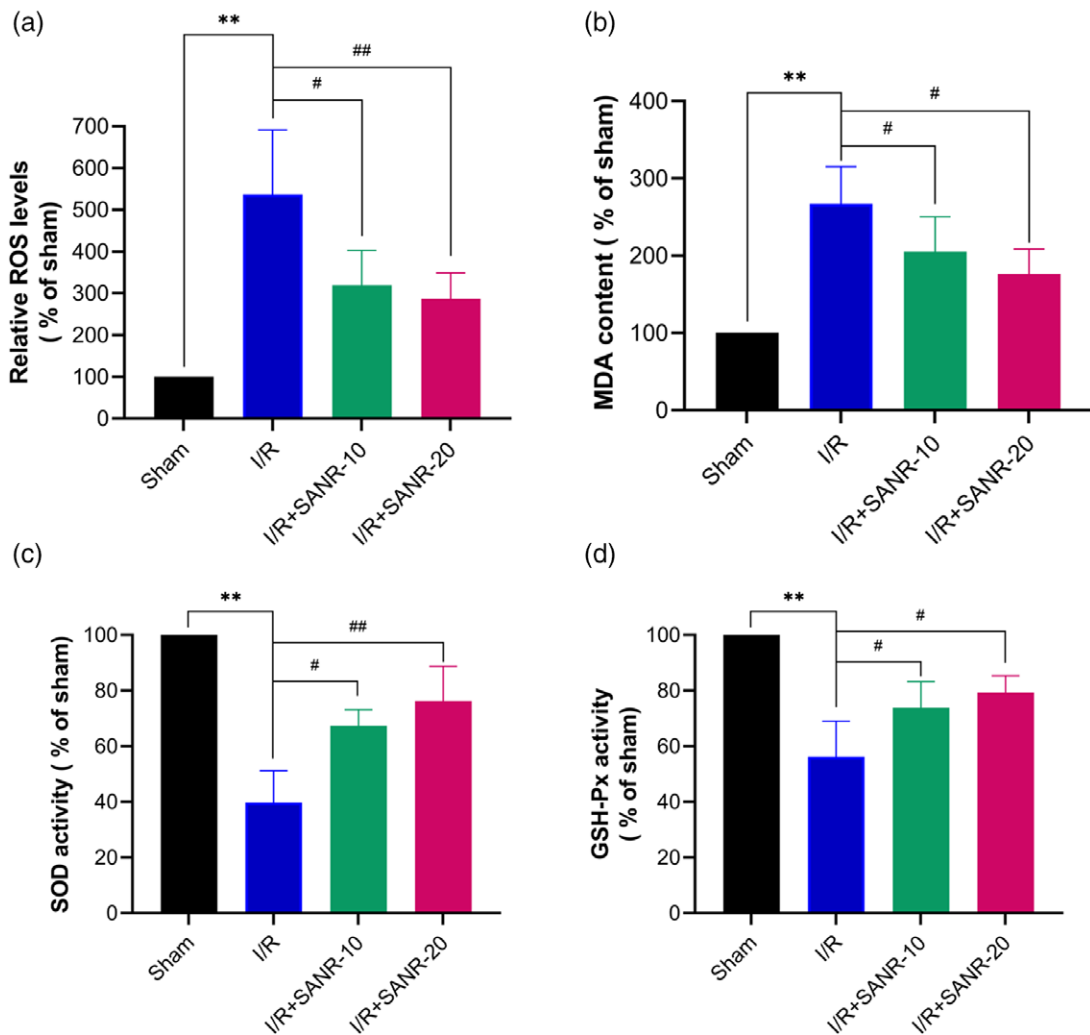 (a)
**
##
#
Relative ROS levels
( % of sham)
700
600
500
400
300
200
100
0
Sham
I/R
I/R+SANR-10
I/R+SANR-20
(b)
**
#
#
MDA content ( % of sham)
400
300
200
100
0
Sham
I/R
I/R+SANR-10
I/R+SANR-20
(c)
**
##
#
SOD activity ( % of sham)
100
80
60
40
20
0
Sham
I/R
I/R+SANR-10
I/R+SANR-20
(d)
**
#
#
GSH-Px activity
( % of sham)
100
80
60
40
20
0
Sham
I/R
I/R+SANR-10
I/R+SANR-20